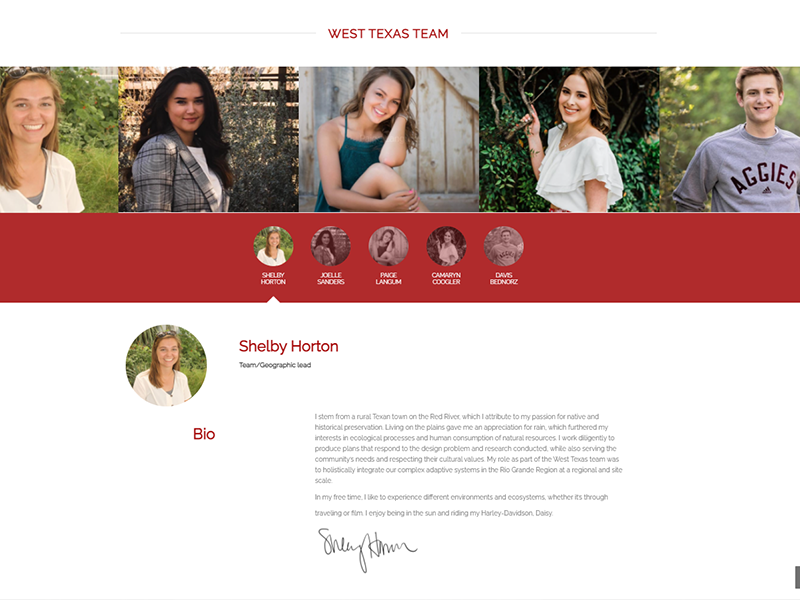 WEST TEXAS TEAM
AGGIES
adidas
SHELBY HORTON
JOELLE SANDERS
PAIGE LANGUM
CAMARYN COOGLER
DAVIS BEDNORZ
Shelby Horton
Team/Geographic lead
Bio
I stem from a rural Texan town on the Red River, which I attribute to my passion for native and
historical preservation. Living on the plains gave me an appreciation for rain, which furthered my
interests in ecological processes and human consumption of natural resources. I work diligently to
produce plans that respond to the design problem and research conducted, while also serving the
community's needs and respecting their cultural values. My role as part of the West Texas team was
to holistically integrate our complex adaptive systems in the Rio Grande Region at a regional and site
scale.
In my free time, I like to experience different environments and ecosystems, whether it's through
traveling or film. I enjoy being in the sun and riding my Harley-Davidson, Daisy.
Shelby Horton